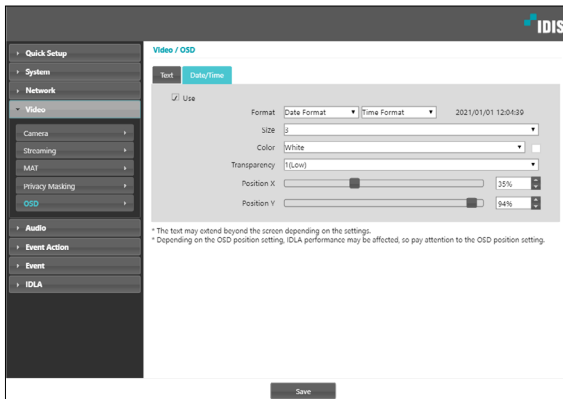 IDIS
Quick Setup
System
Network
Video
Camera
Streaming
MAT
Privacy Masking
OSD
Audio
Event Action
Event
IDLA
Video / OSD
Text Date/Time
Use
Format Date Format Time Format 2021/01/01 12:04:39
Size 3
Color White
Transparency 1(Low)
Position X 35%
Position Y 94%
* The text may extend beyond the screen depending on the settings.
* Depending on the OSD position setting, IDLA performance may be affected, so pay attention to the OSD position setting.
Save